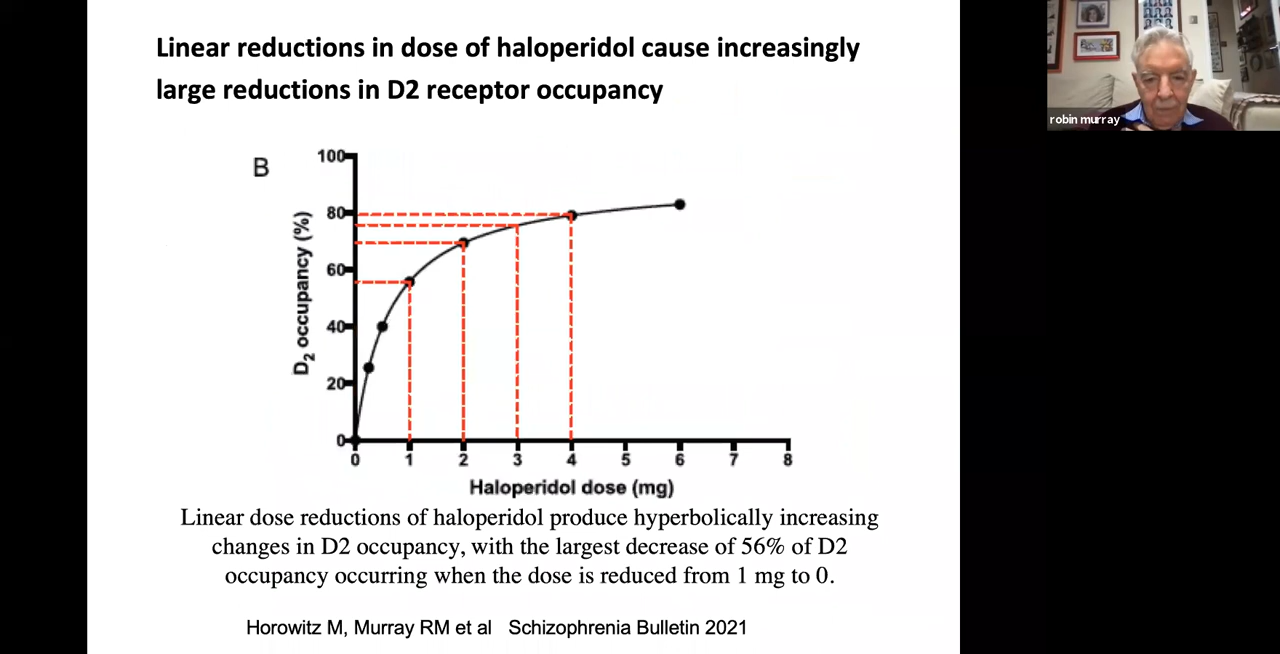 Linear reductions in dose of haloperidol cause increasingly
large reductions in D2 receptor occupancy
robin murray
B
100
80
60
40
20
0
D2 occupancy (%)
0 1 2 3 4 5 6 7 8
Haloperidol dose (mg)
Linear dose reductions of haloperidol produce hyperbolically increasing
changes in D2 occupancy, with the largest decrease of 56% of D2
occupancy occurring when the dose is reduced from 1 mg to 0.
Horowitz M, Murray RM et al Schizophrenia Bulletin 2021